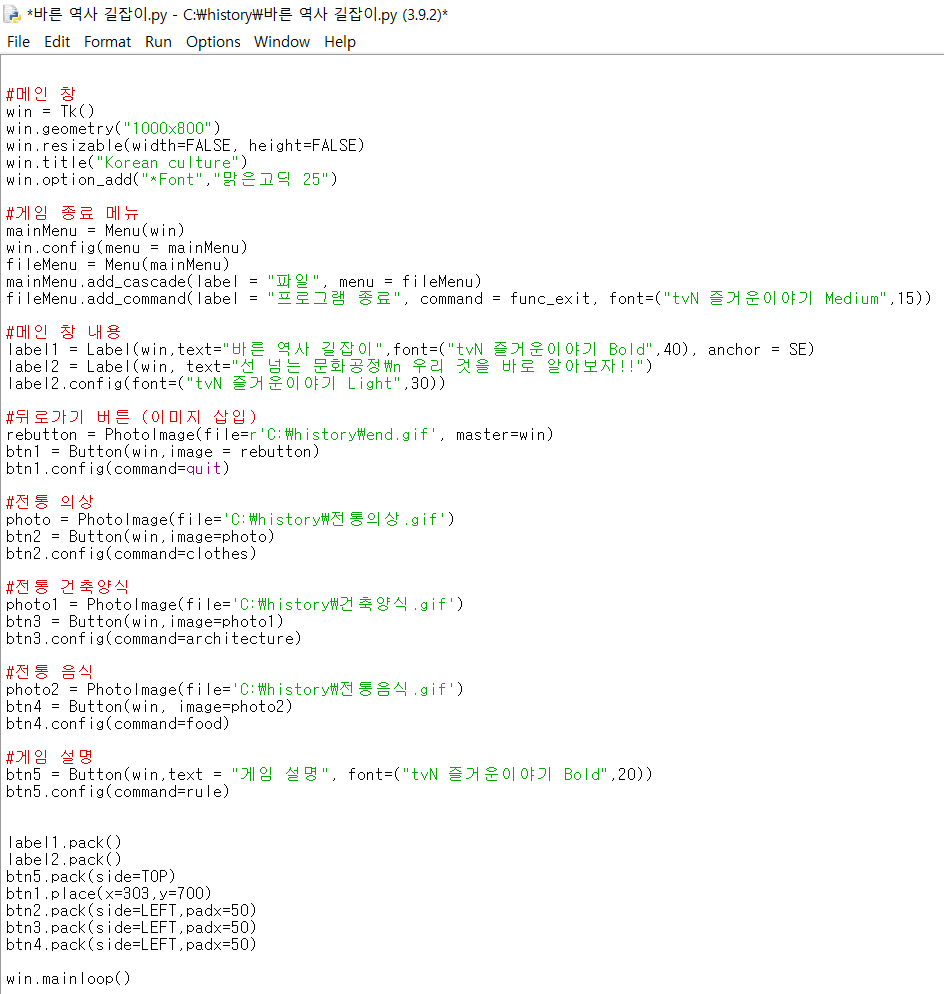 *바른 역사 길잡이.py - C:₩history₩바른 역사 길잡이.py (3.9.2)*
File Edit Format Run Options Window Help
#메인 창
win = Tk()
win.geometry("1000x800")
win.resizable(width=FALSE, height=FALSE)
win.title("Korean culture")
win.option_add("*Font","맑은고딕 25")
#게임 종료 메뉴
mainMenu = Menu(win)
win.config(menu = mainMenu)
fileMenu = Menu(mainMenu)
mainMenu.add_cascade(label = "파일", menu = fileMenu)
fileMenu.add_command(label = "프로그램 종료", command = func_exit, font=("tvN 즐거운이야기 Medium",15))
#메인 창 내용
label1 = Label(win,text="바른 역사 길잡이",font=("tvN 즐거운이야기 Bold",40), anchor = SE)
label2 = Label(win, text="선 넘는 문화공정₩n 우리 것을 바로 알아보자!!")
label2.config(font=("tvN 즐거운이야기 Light",30))
#뒤로가기 버튼 (이미지 삽입)
rebutton = PhotoImage(file=r'C:₩history₩end.gif', master=win)
btn1 = Button(win,image = rebutton)
btn1.config(command=quit)
#전통 의상
photo = PhotoImage(file='C:₩history₩전통의상.gif')
btn2 = Button(win,image=photo)
btn2.config(command=clothes)
#전통 건축양식
photo1 = PhotoImage(file='C:₩history₩건축양식.gif')
btn3 = Button(win,image=photo1)
btn3.config(command=architecture)
#전통 음식
photo2 = PhotoImage(file='C:₩history₩전통음식.gif')
btn4 = Button(win, image=photo2)
btn4.config(command=food)
#게임 설명
btn5 = Button(win,text = "게임 설명", font=("tvN 즐거운이야기 Bold",20))
btn5.config(command=rule)
label1.pack()
label2.pack()
btn5.pack(side=TOP)
btn1.place(x=303,y=700)
btn2.pack(side=LEFT,padx=50)
btn3.pack(side=LEFT,padx=50)
btn4.pack(side=LEFT,padx=50)
win.mainloop()